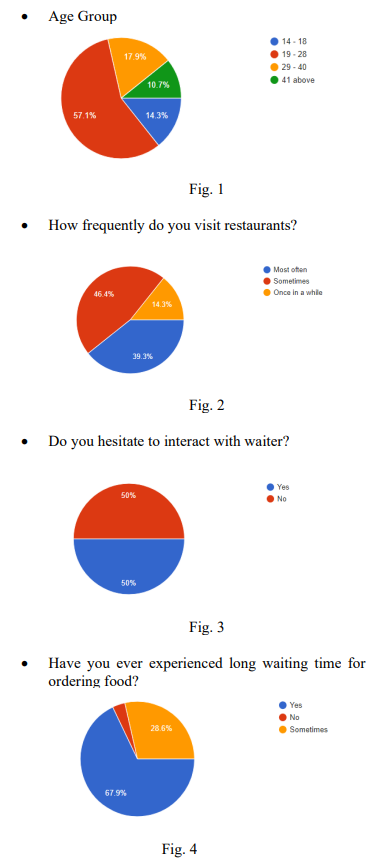 • Age Group
14 - 18
19 - 28
29 - 40
41 above
17.9%
10.7%
57.1%
14.3%
Fig. 1
• How frequently do you visit restaurants?
Most often
Sometimes
Once in a while
46.4%
14.3%
39.3%
Fig. 2
• Do you hesitate to interact with waiter?
Yes
No
50%
50%
Fig. 3
• Have you ever experienced long waiting time for
ordering food?
Yes
No
Sometimes
28.6%
67.9%
Fig. 4